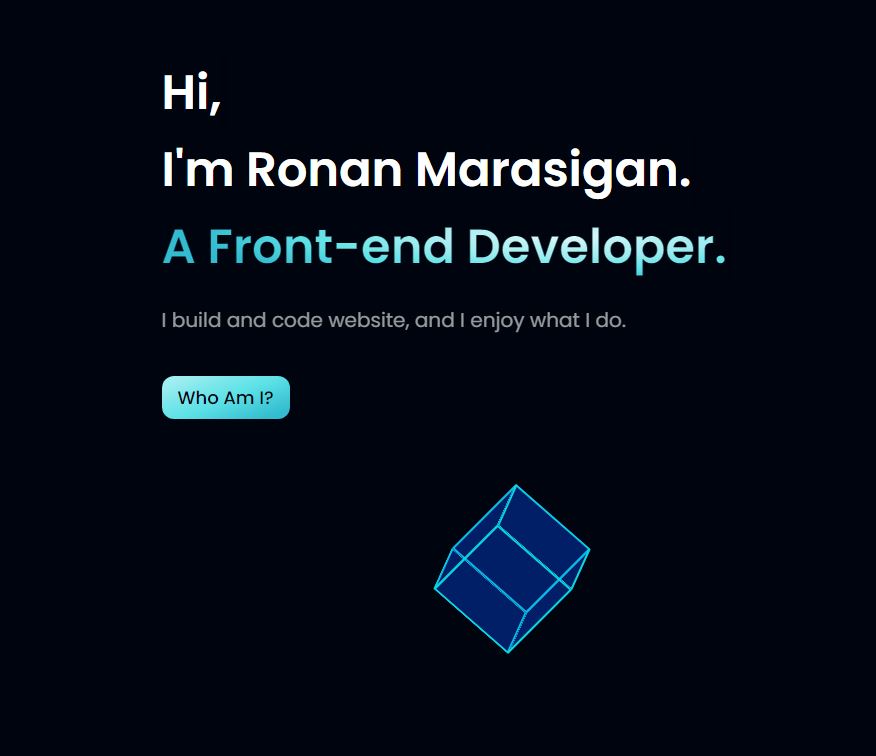 Hi,
I'm Ronan Marasigan.
A Front-end Developer.
I build and code website, and I enjoy what I do.
Who Am I?